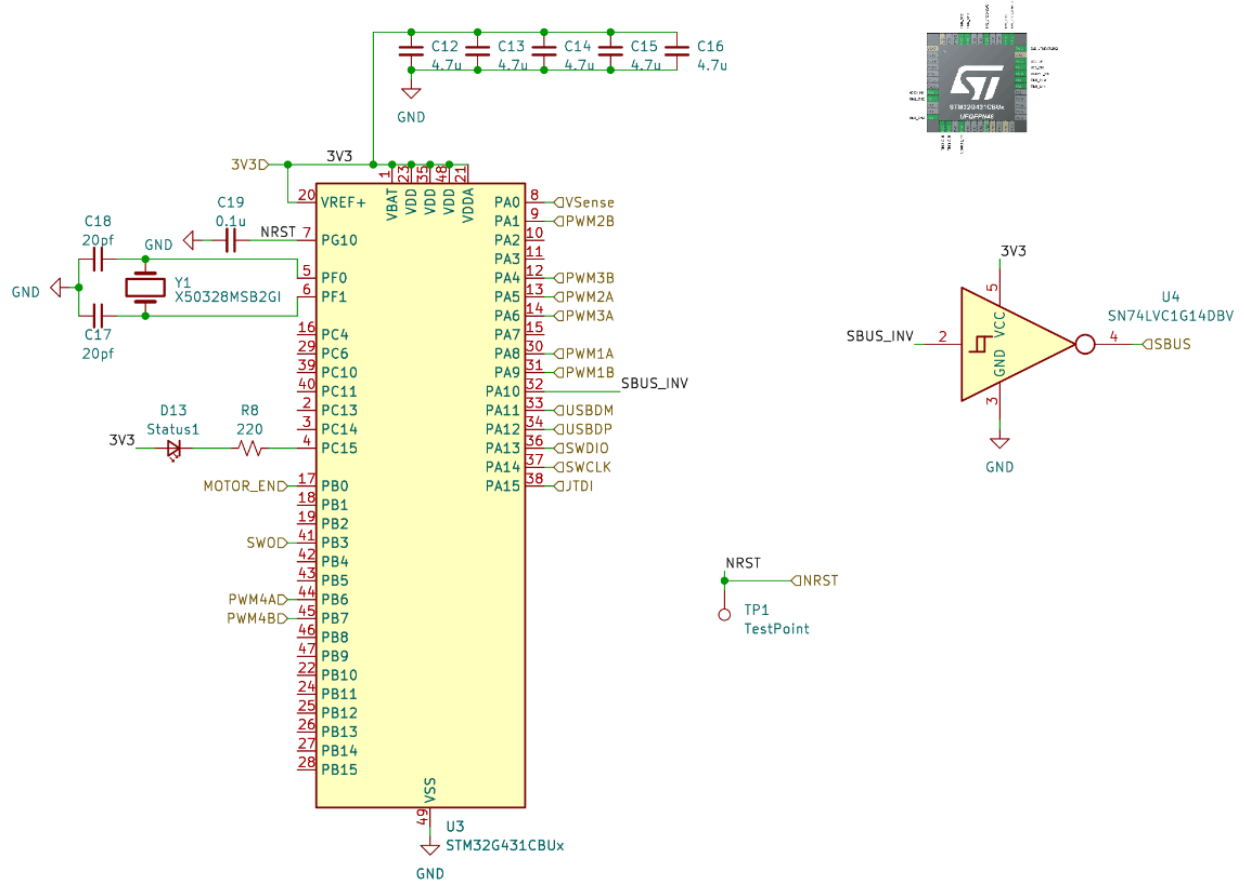 C12
4.7u
C13
4.7u
C14
4.7u
C15
4.7u
C16
4.7u
GND
STM32G431CBUx
UFQFPN48
3V3
3V3
1
23
35
48
21
VBAT
VDD
VDD
VDD
VDDA
20 VREF+
C19
0.1u
NRST 7 PG10
C18
20pf
GND
GND
5 PF0
6 PF1
Y1
X50328MSB2GI
C17
20pf
16 PC4
29 PC6
39 PC10
40 PC11
2 PC13
3 PC14
4 PC15
D13
Status1
3V3
R8
220
MOTOR_EN 17 PB0
18 PB1
19 PB2
SWO 41 PB3
42 PB4
43 PB5
PWM4A 44 PB6
PWM4B 45 PB7
46 PB8
47 PB9
22 PB10
24 PB11
25 PB12
26 PB13
27 PB14
28 PB15
PA0 8 VSense
PA1 9 PWM2B
PA2 10
PA3 11
PA4 12 PWM3B
PA5 13 PWM2A
PA6 14 PWM3A
PA7 15
PA8 30 PWM1A
PA9 31 PWM1B
PA10 32 SBUS_INV
PA11 33 USBDM
PA12 34 USBDP
PA13 36 SWDIO
PA14 37 SWCLK
PA15 38 JTDI
VSS
49
U3
STM32G431CBUx
GND
3V3
5
VCC
U4
SN74LVC1G14DBV
SBUS_INV 2
4 SBUS
GND
3
GND
NRST
NRST
TP1
TestPoint